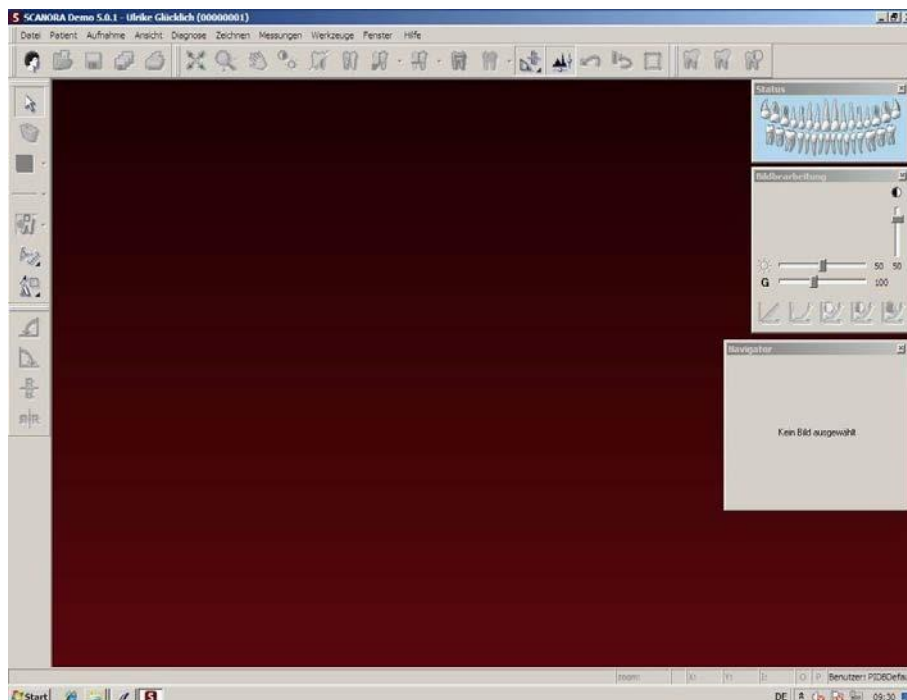 SCANORA Demo 5.0.1 - Ulrike Glücklich (00000001)
Datei Patient Aufnahme Ansicht Diagnose Zeichnen Messungen Werkzeuge Fenster Hilfe
Status
Bildbearbeitung
50 50
G 100
Navigator
Kein Bild ausgewählt
zoom: X: Y: I: O P Benutzer: PIDBDefau
Start S DE 09:30